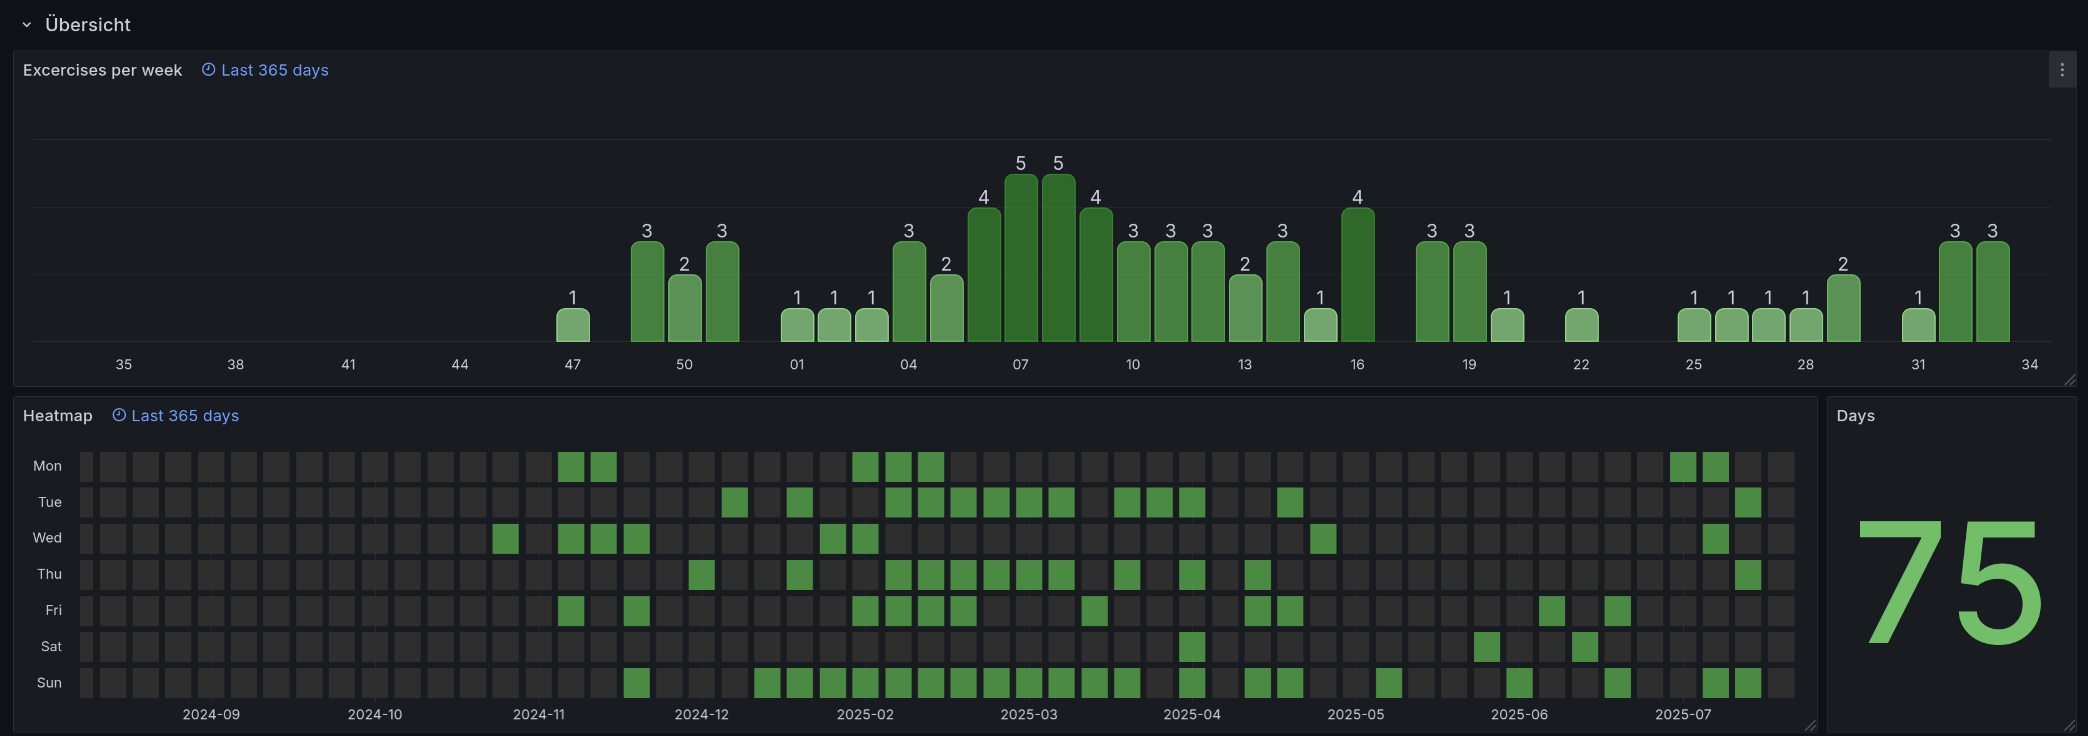 Übersicht
Excercises per week Last 365 days
5 5
4 4 4
3 3 3 3 3 3 3 3 3 3 3
2 2 2 2
1 1 1 1 1 1 1 1 1 1 1 1
35 38 41 44 47 50 01 04 07 10 13 16 19 22 25 28 31 34
Heatmap Last 365 days
Days
Mon
Tue
Wed
Thu
Fri
Sat
Sun
75
2024-09 2024-10 2024-11 2024-12 2025-02 2025-03 2025-04 2025-05 2025-06 2025-07